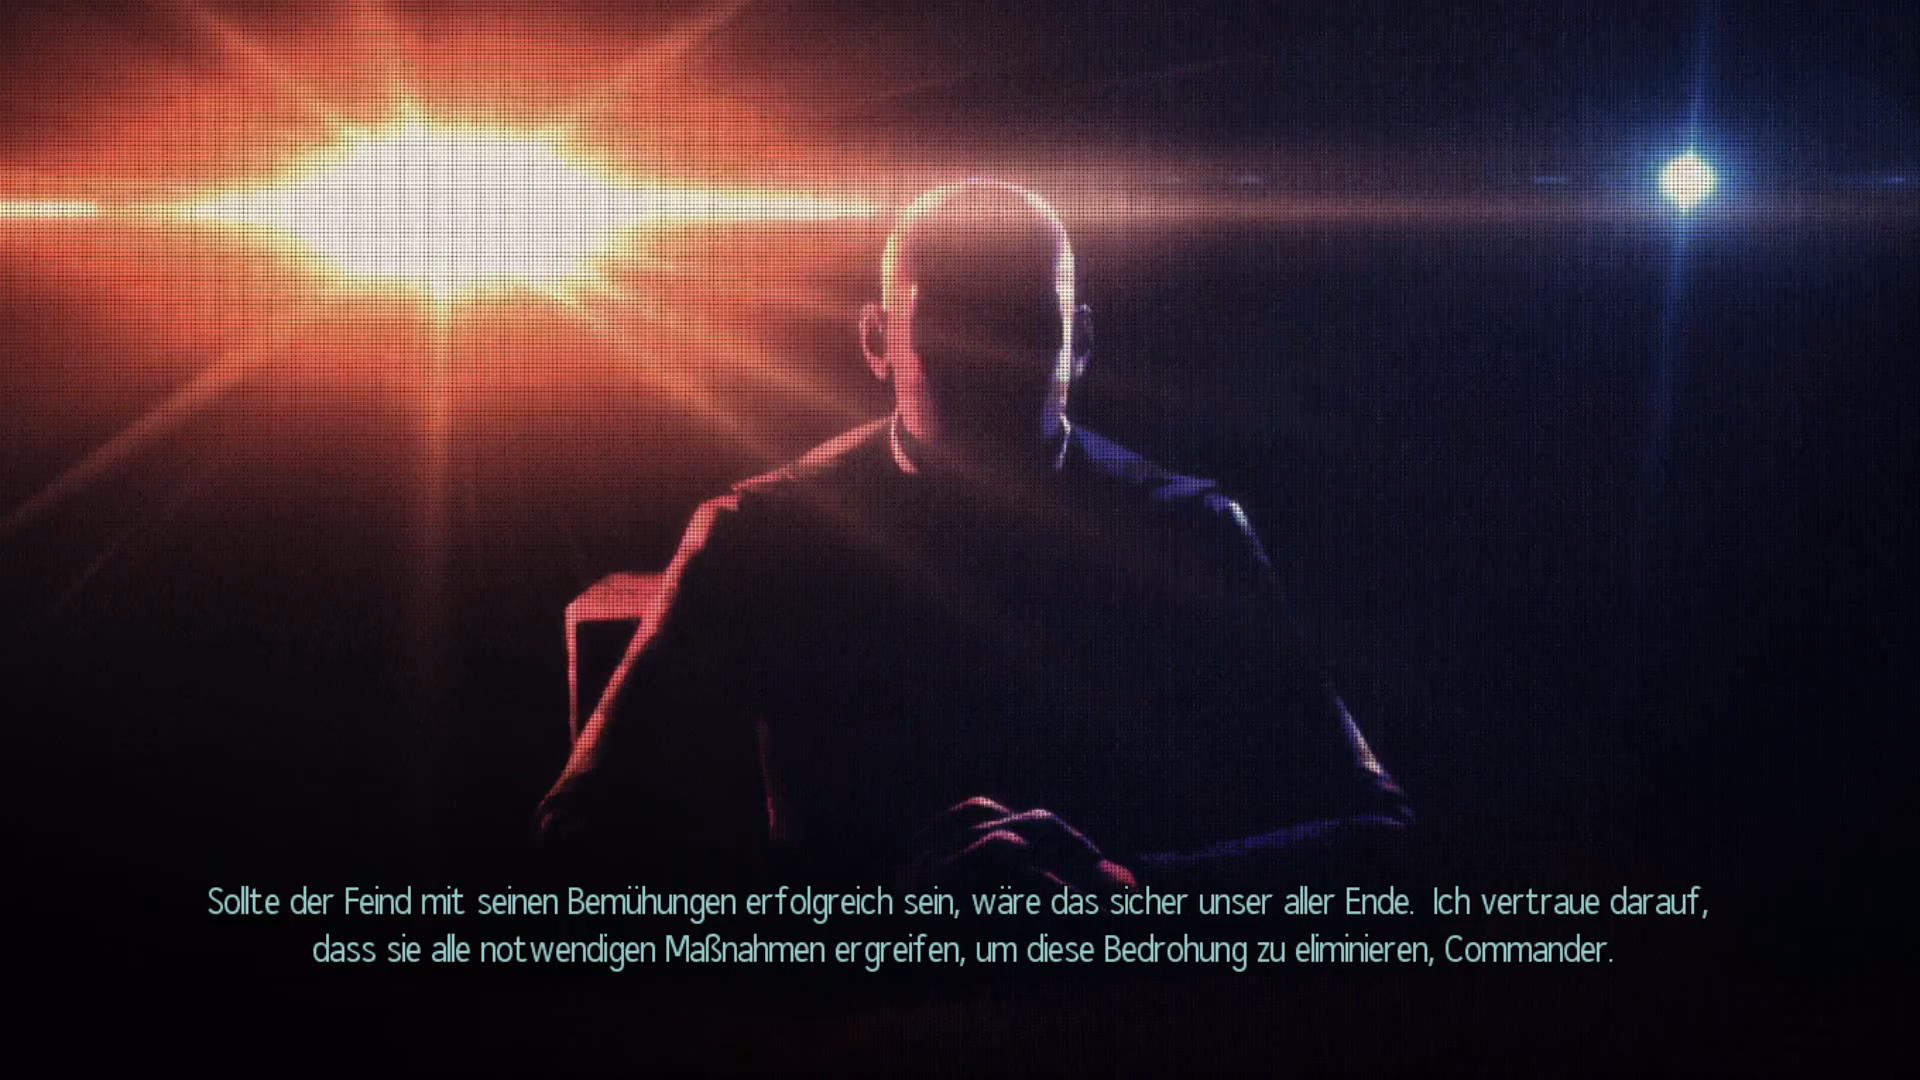 Sollte der Feind mit seinen Bemühungen erfolgreich sein, wäre das sicher unser aller Ende.  Ich vertraue darauf,
dass sie alle notwendigen Maßnahmen ergreifen, um diese Bedrohung zu eliminieren, Commander.